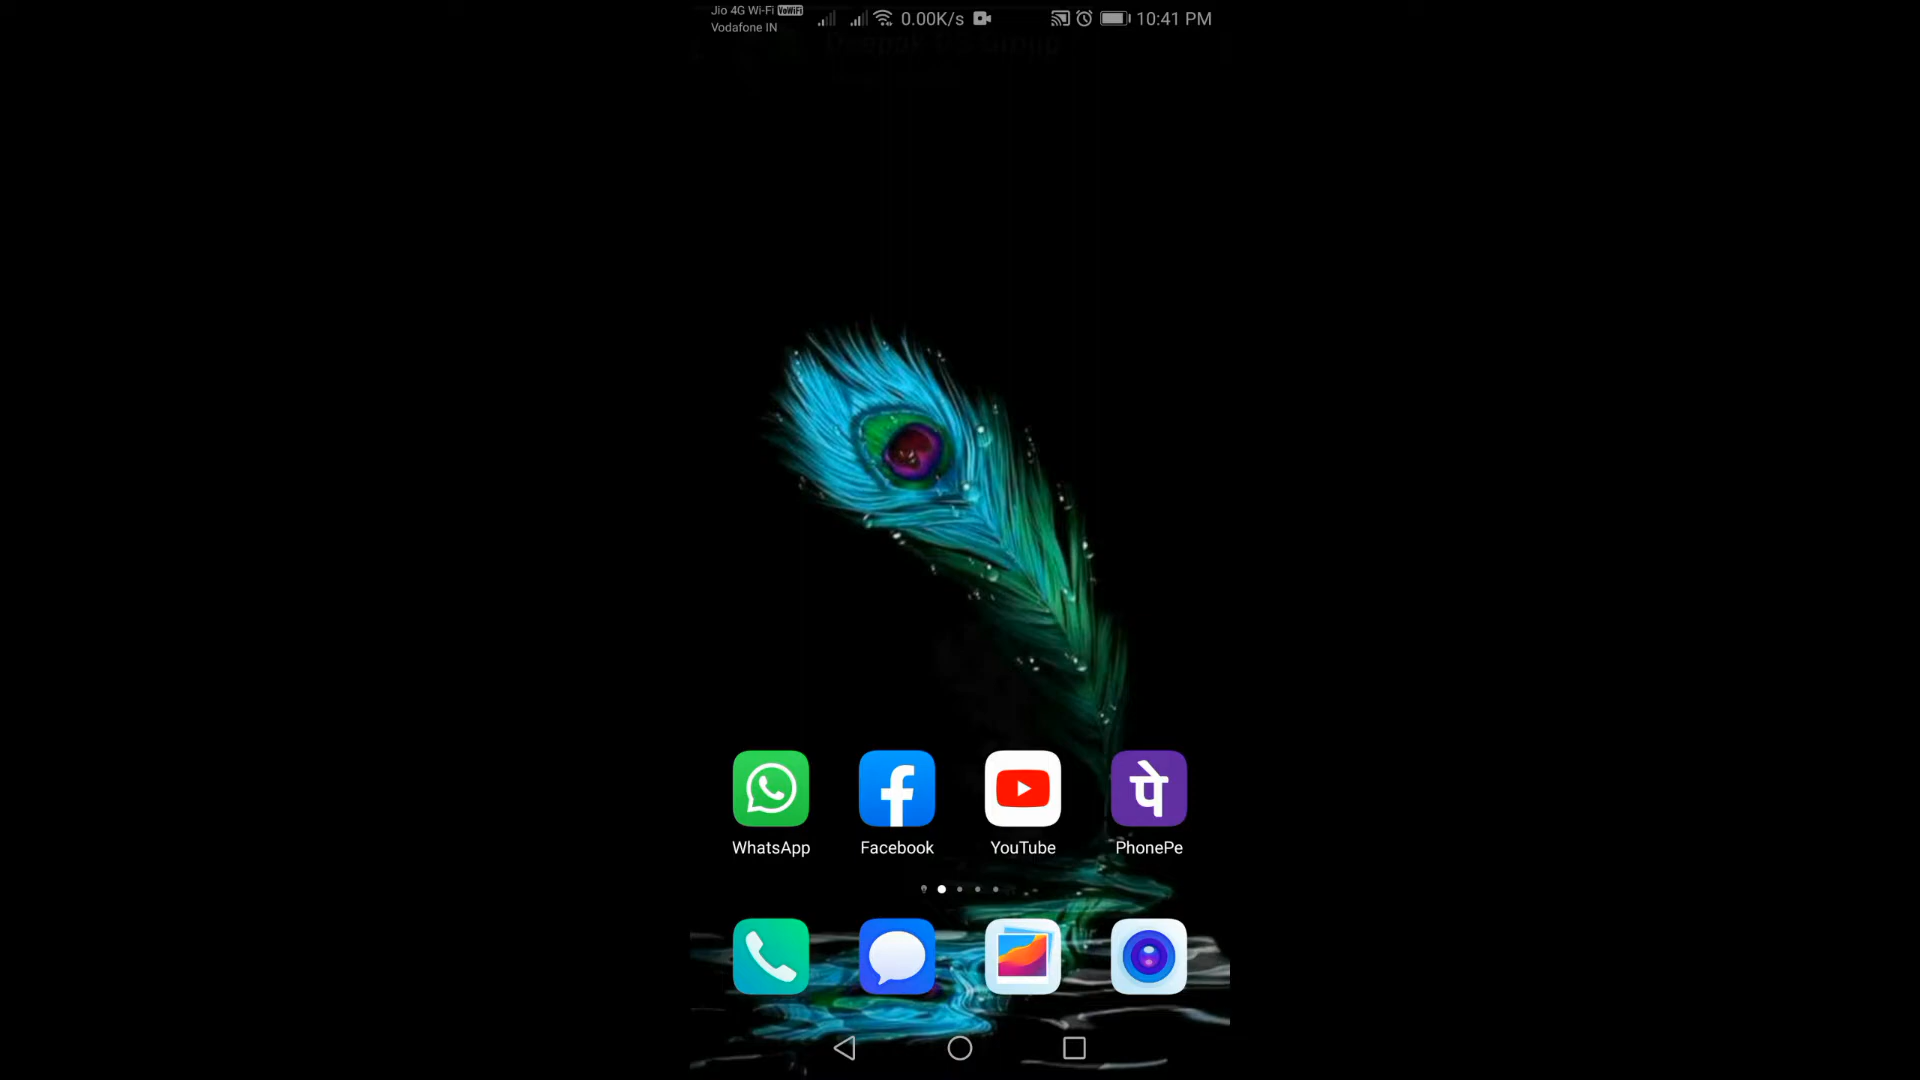 Jio 4G Wi-Fi VoWiFi
Vodafone IN
0.00K/s
10:41 PM
पे
WhatsApp Facebook YouTube PhonePe